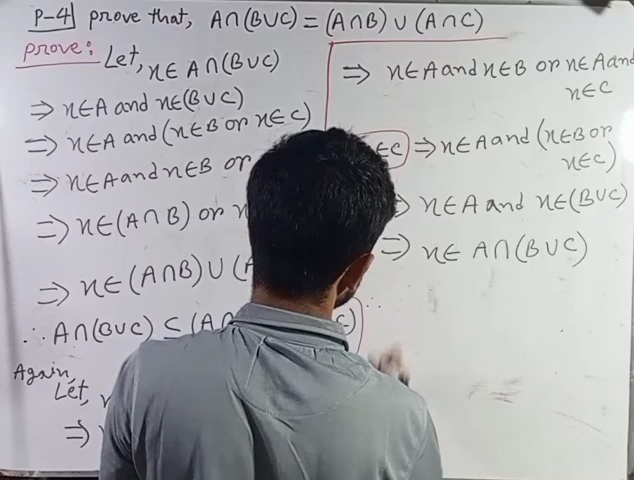 P-4 prove that, A∩(B∪C) = (A∩B) ∪ (A∩C)
prove:
Let, x∈ A∩(B∪C)
⇒ x∈A and x∈(B∪C)
⇒ x∈A and (x∈B or x∈C)
⇒ x∈A and x∈B or
∈C
⇒ x∈(A∩B) or
⇒ x∈(A∩B)∪(
∴ A∩(B∪C) ⊆ (A∩
C)
Again,
Let,
⇒
⇒ x∈A and x∈B or x∈A and
x∈C
⇒ x∈A and (x∈B or
x∈C)
⇒ x∈A and x∈(B∪C)
⇒ x∈ A∩(B∪C)